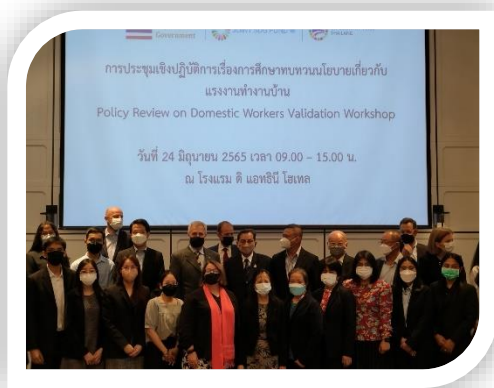 Government
การประชุมเชิงปฏิบัติการเรื่องการศึกษาทบทวนนโยบายเกี่ยวกับ
แรงงานทำงานบ้าน
Policy Review on Domestic Workers Validation Workshop
วันที่ 24 มิถุนายน 2565 เวลา 09.00 – 15.00 น.
ณ โรงแรม ดิ แอทธินี โฮเทล